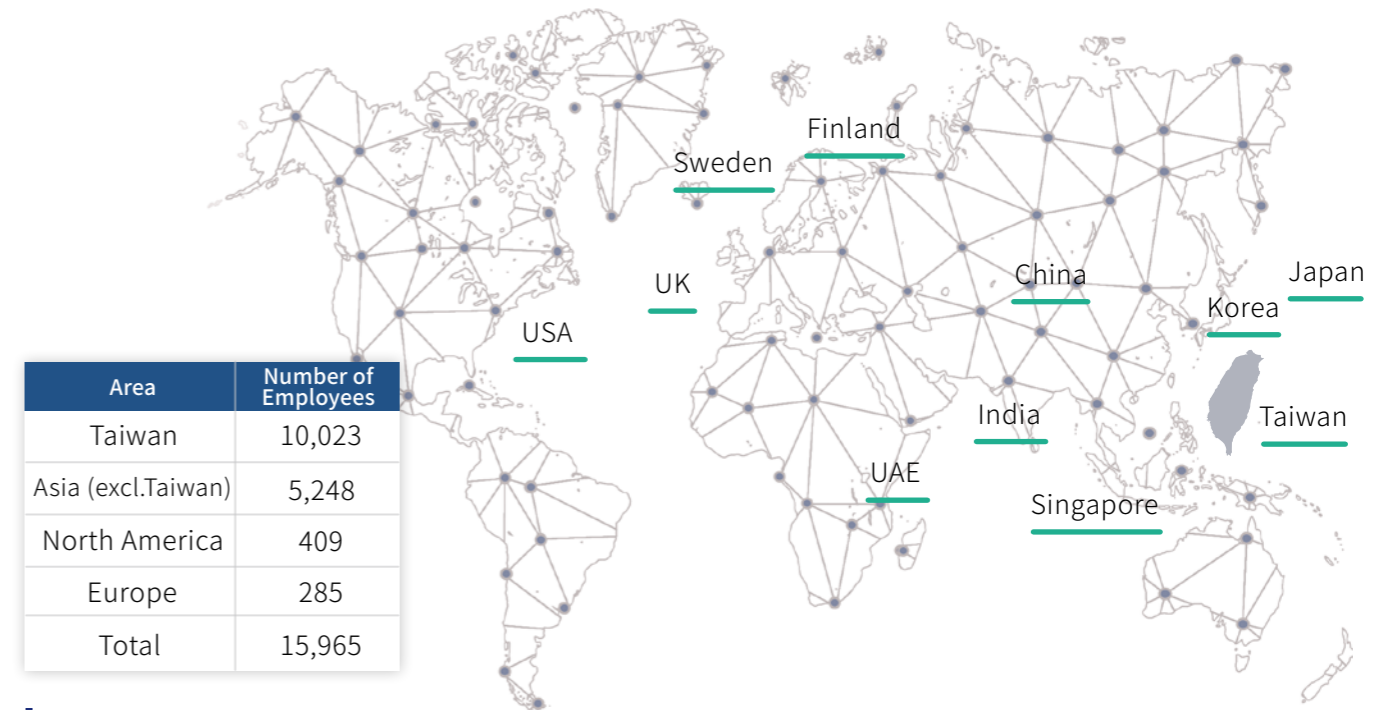 Finland
Sweden
UK
China
Japan
Korea
USA
India
Taiwan
UAE
Singapore
Area Number of Employees
Taiwan 10,023
Asia (excl.Taiwan) 5,248
North America 409
Europe 285
Total 15,965